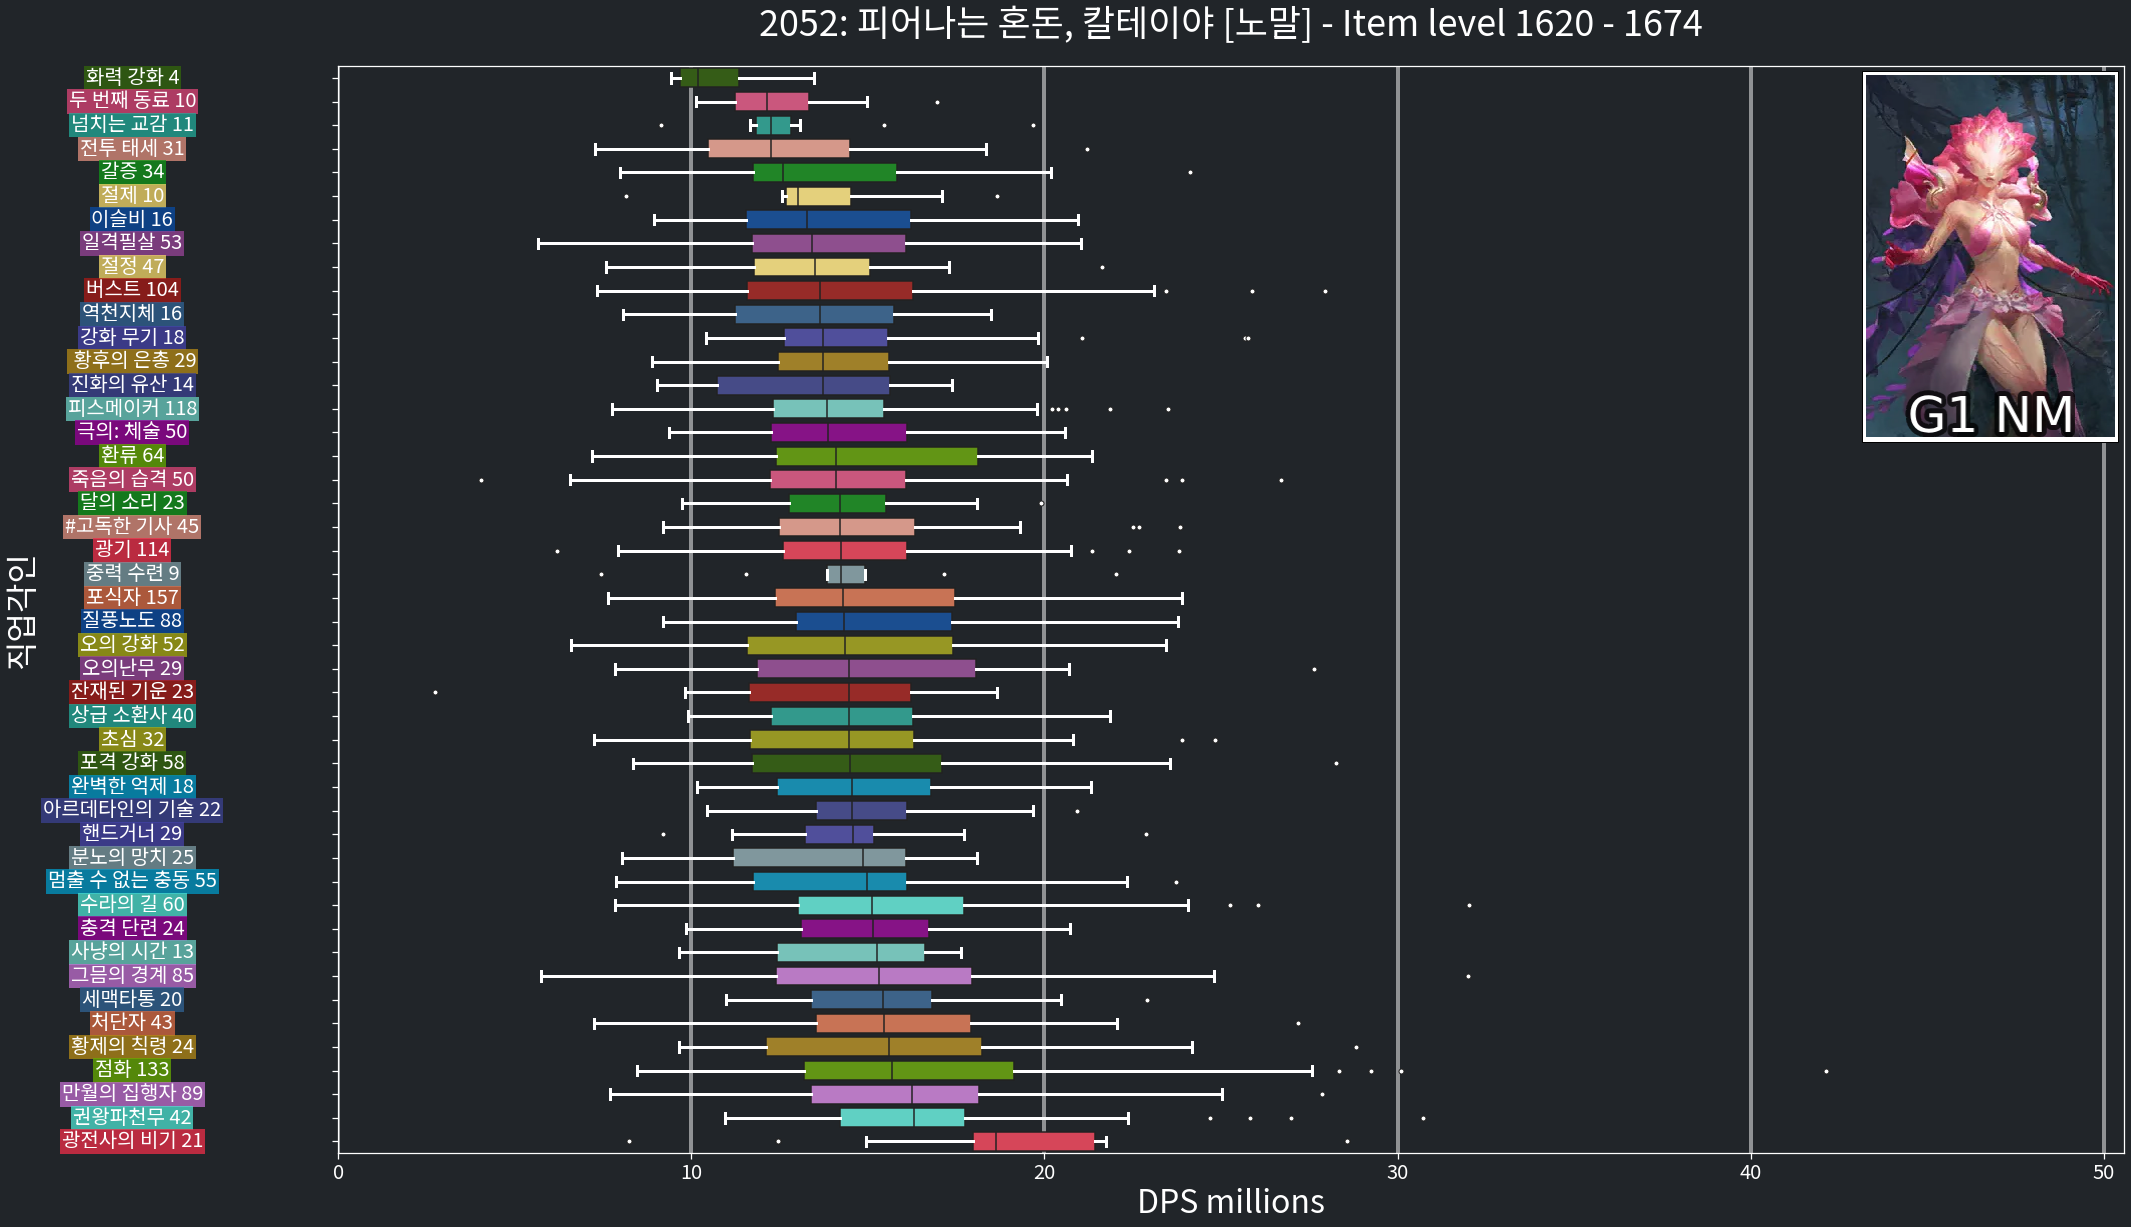 2052: 피어나는 혼돈, 칼테이야 [노말] - Item level 1620 - 1674
화력 강화 4
두 번째 동료 10
넘치는 교감 11
전투 태세 31
갈증 34
절제 10
이슬비 16
일격필살 53
절정 47
버스트 104
역천지체 16
강화 무기 18
황후의 은총 29
진화의 유산 14
피스메이커 118
극의: 체술 50
환류 64
죽음의 습격 50
달의 소리 23
#고독한 기사 45
광기 114
중력 수련 9
포식자 157
질풍노도 88
오의 강화 52
오의난무 29
잔재된 기운 23
상급 소환사 40
초심 32
포격 강화 58
완벽한 억제 18
아르데타인의 기술 22
핸드거너 29
분노의 망치 25
멈출 수 없는 충동 55
수라의 길 60
충격 단련 24
사냥의 시간 13
그믐의 경계 85
세맥타통 20
처단자 43
황제의 칙령 24
점화 133
만월의 집행자 89
권왕파천무 42
광전사의 비기 21
직업각인
G1 NM
0 10 20 30 40 50
DPS millions